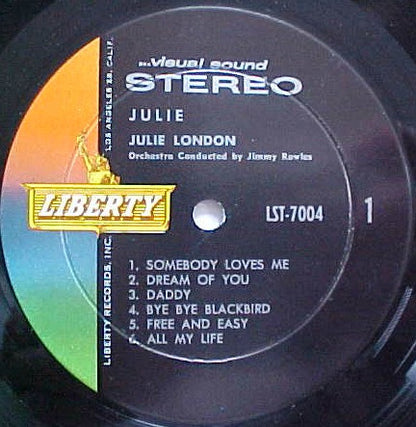 ...visual sound
STEREO
JULIE
JULIE LONDON
Orchestra Conducted by Jimmy Rowles
LIBERTY
LST-7004
1
1. SOMEBODY LOVES ME
2. DREAM OF YOU
3. DADDY
4. BYE BYE BLACKBIRD
5. FREE AND EASY
6. ALL MY LIFE
LIBERTY RECORDS, INC.
LOS ANGELES 28, CALIF.